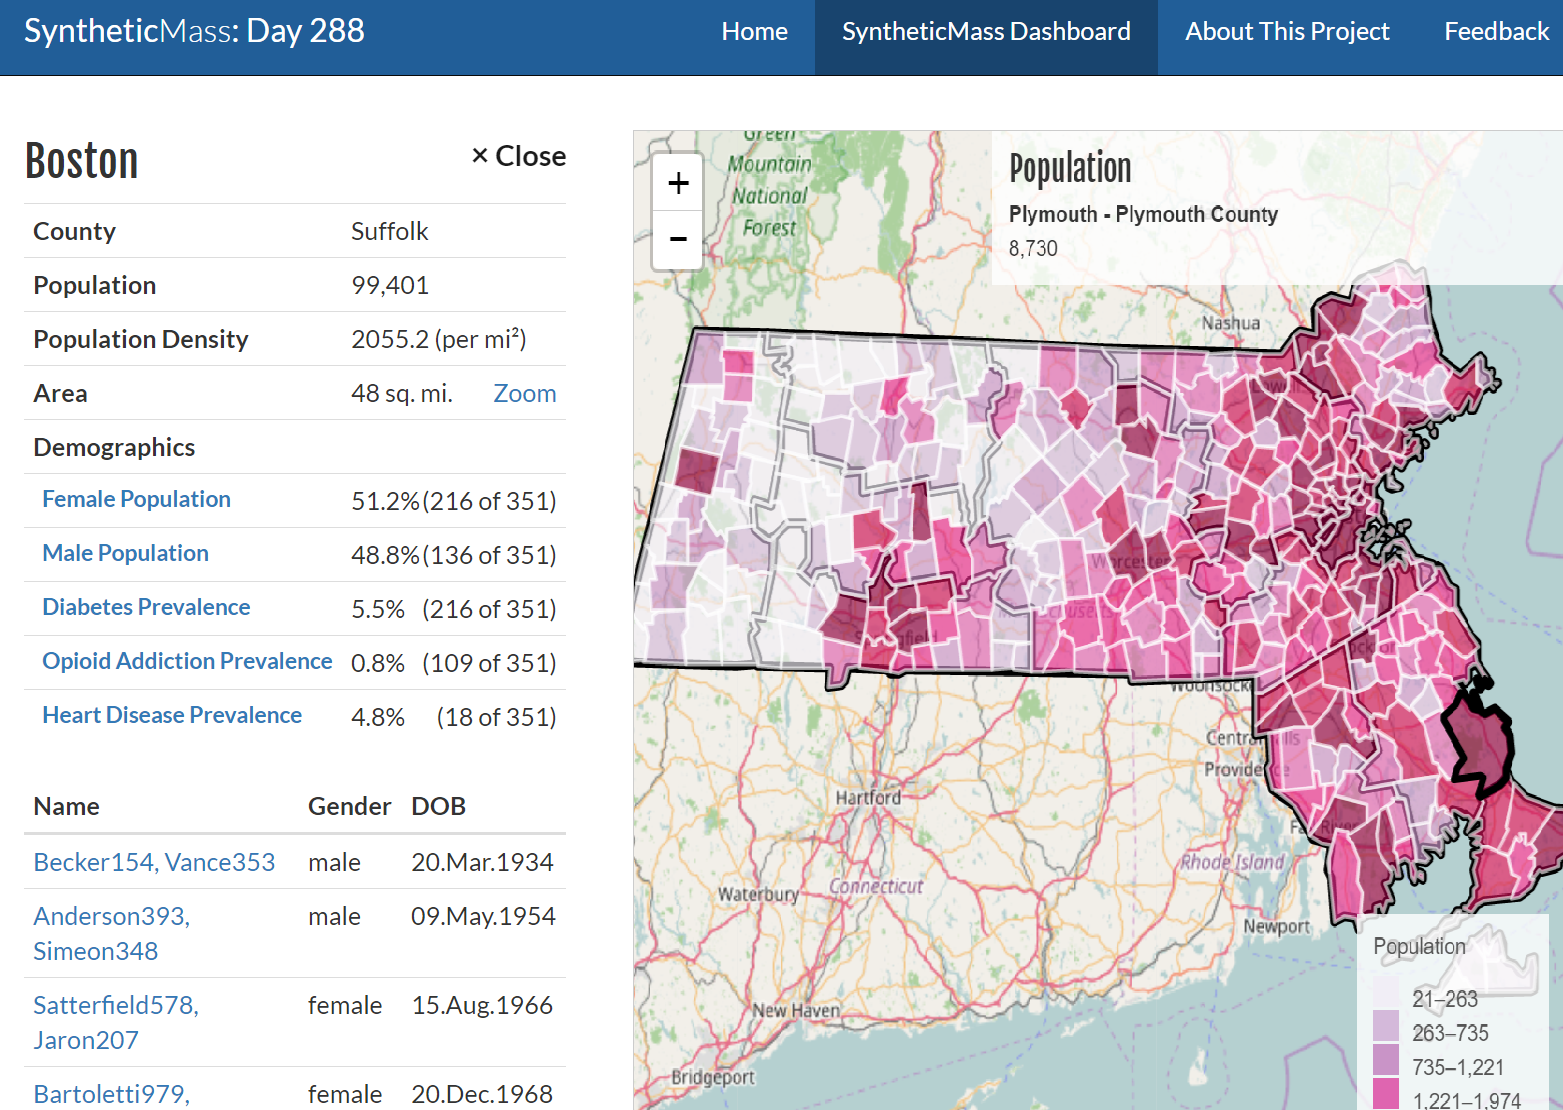 SyntheticMass: Day 288
Home
SyntheticMass Dashboard
About This Project
Feedback
Boston
× Close
County Suffolk
Population 99,401
Population Density 2055.2 (per mi²)
Area 48 sq. mi. Zoom
Demographics
Female Population 51.2% (216 of 351)
Male Population 48.8% (136 of 351)
Diabetes Prevalence 5.5% (216 of 351)
Opioid Addiction Prevalence 0.8% (109 of 351)
Heart Disease Prevalence 4.8% (18 of 351)
Name Gender DOB
Becker154, Vance353 male 20.Mar.1934
Anderson393, male 09.May.1954
Simeon348
Satterfield578, female 15.Aug.1966
Jaron207
Bartoletti979, female 20.Dec.1968
+
-
Green
Mountain
National
Forest
Population
Plymouth - Plymouth County
8,730
Nashua
Lowell
Worcester
Springfield
Woonsocke
Central Falls
Providence
Hartford
Fall River
Rhode Island
Connecticut
Waterbury
Newport
New Haven
Bridgeport
Population
21–263
263–735
735–1,221
1,221–1,974